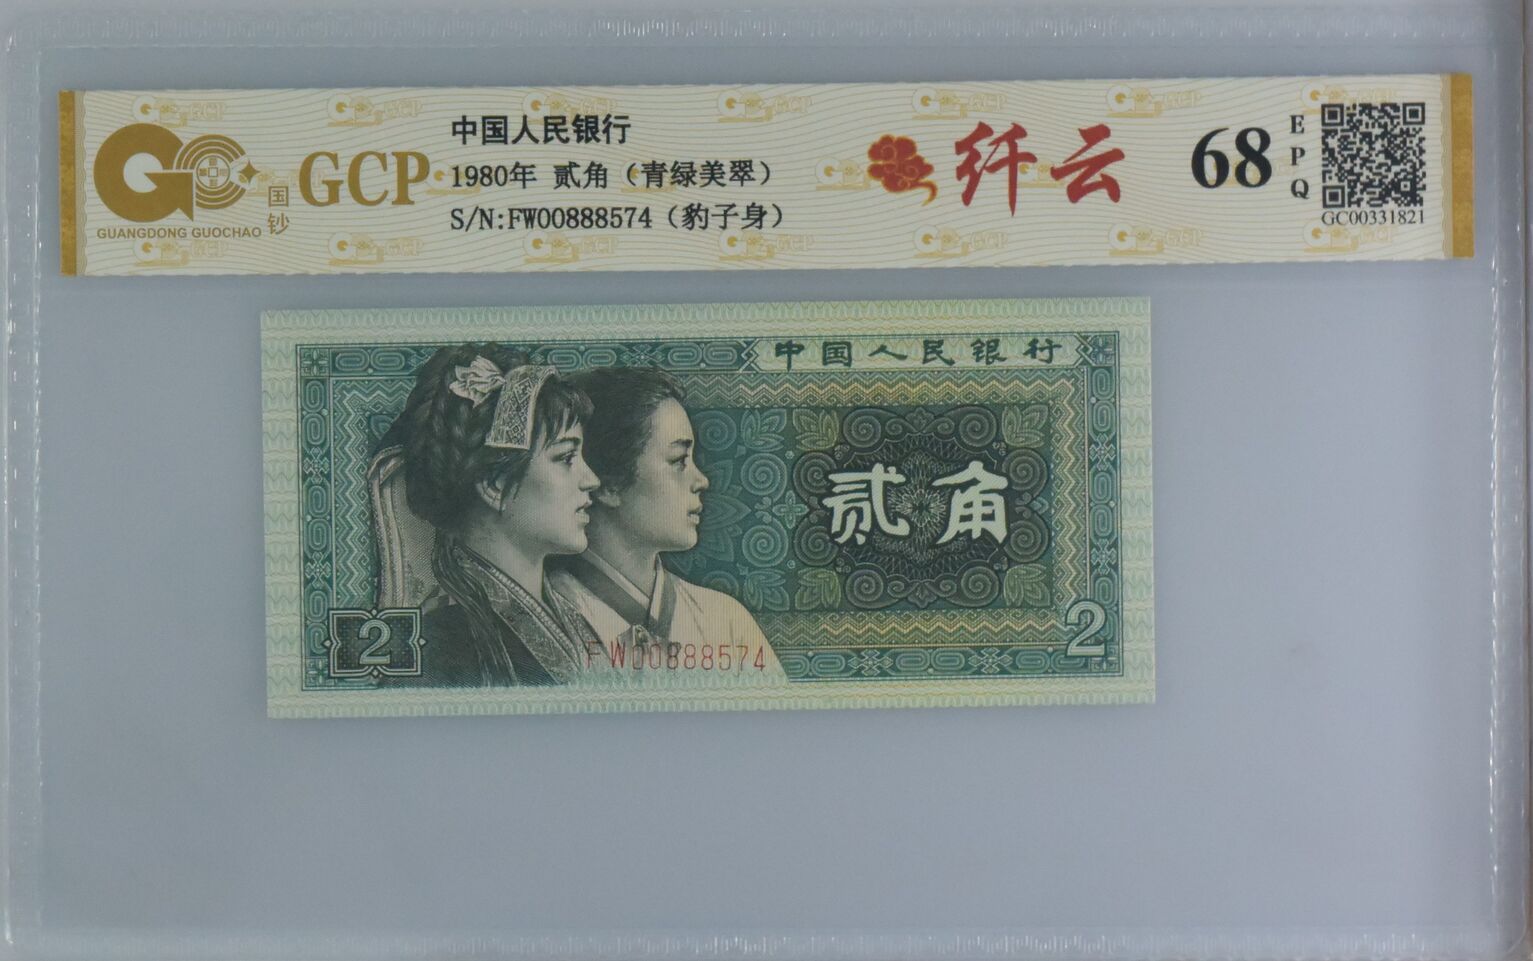 GUANGDONG GUOCHAO
国钞
GCP
中国人民银行
1980年 贰角（青绿美翠）
S/N:FW00888574（豹子身）
纤云
68
EPQ
GC00331821
中国人民银行
贰角
2
2
FW00888574